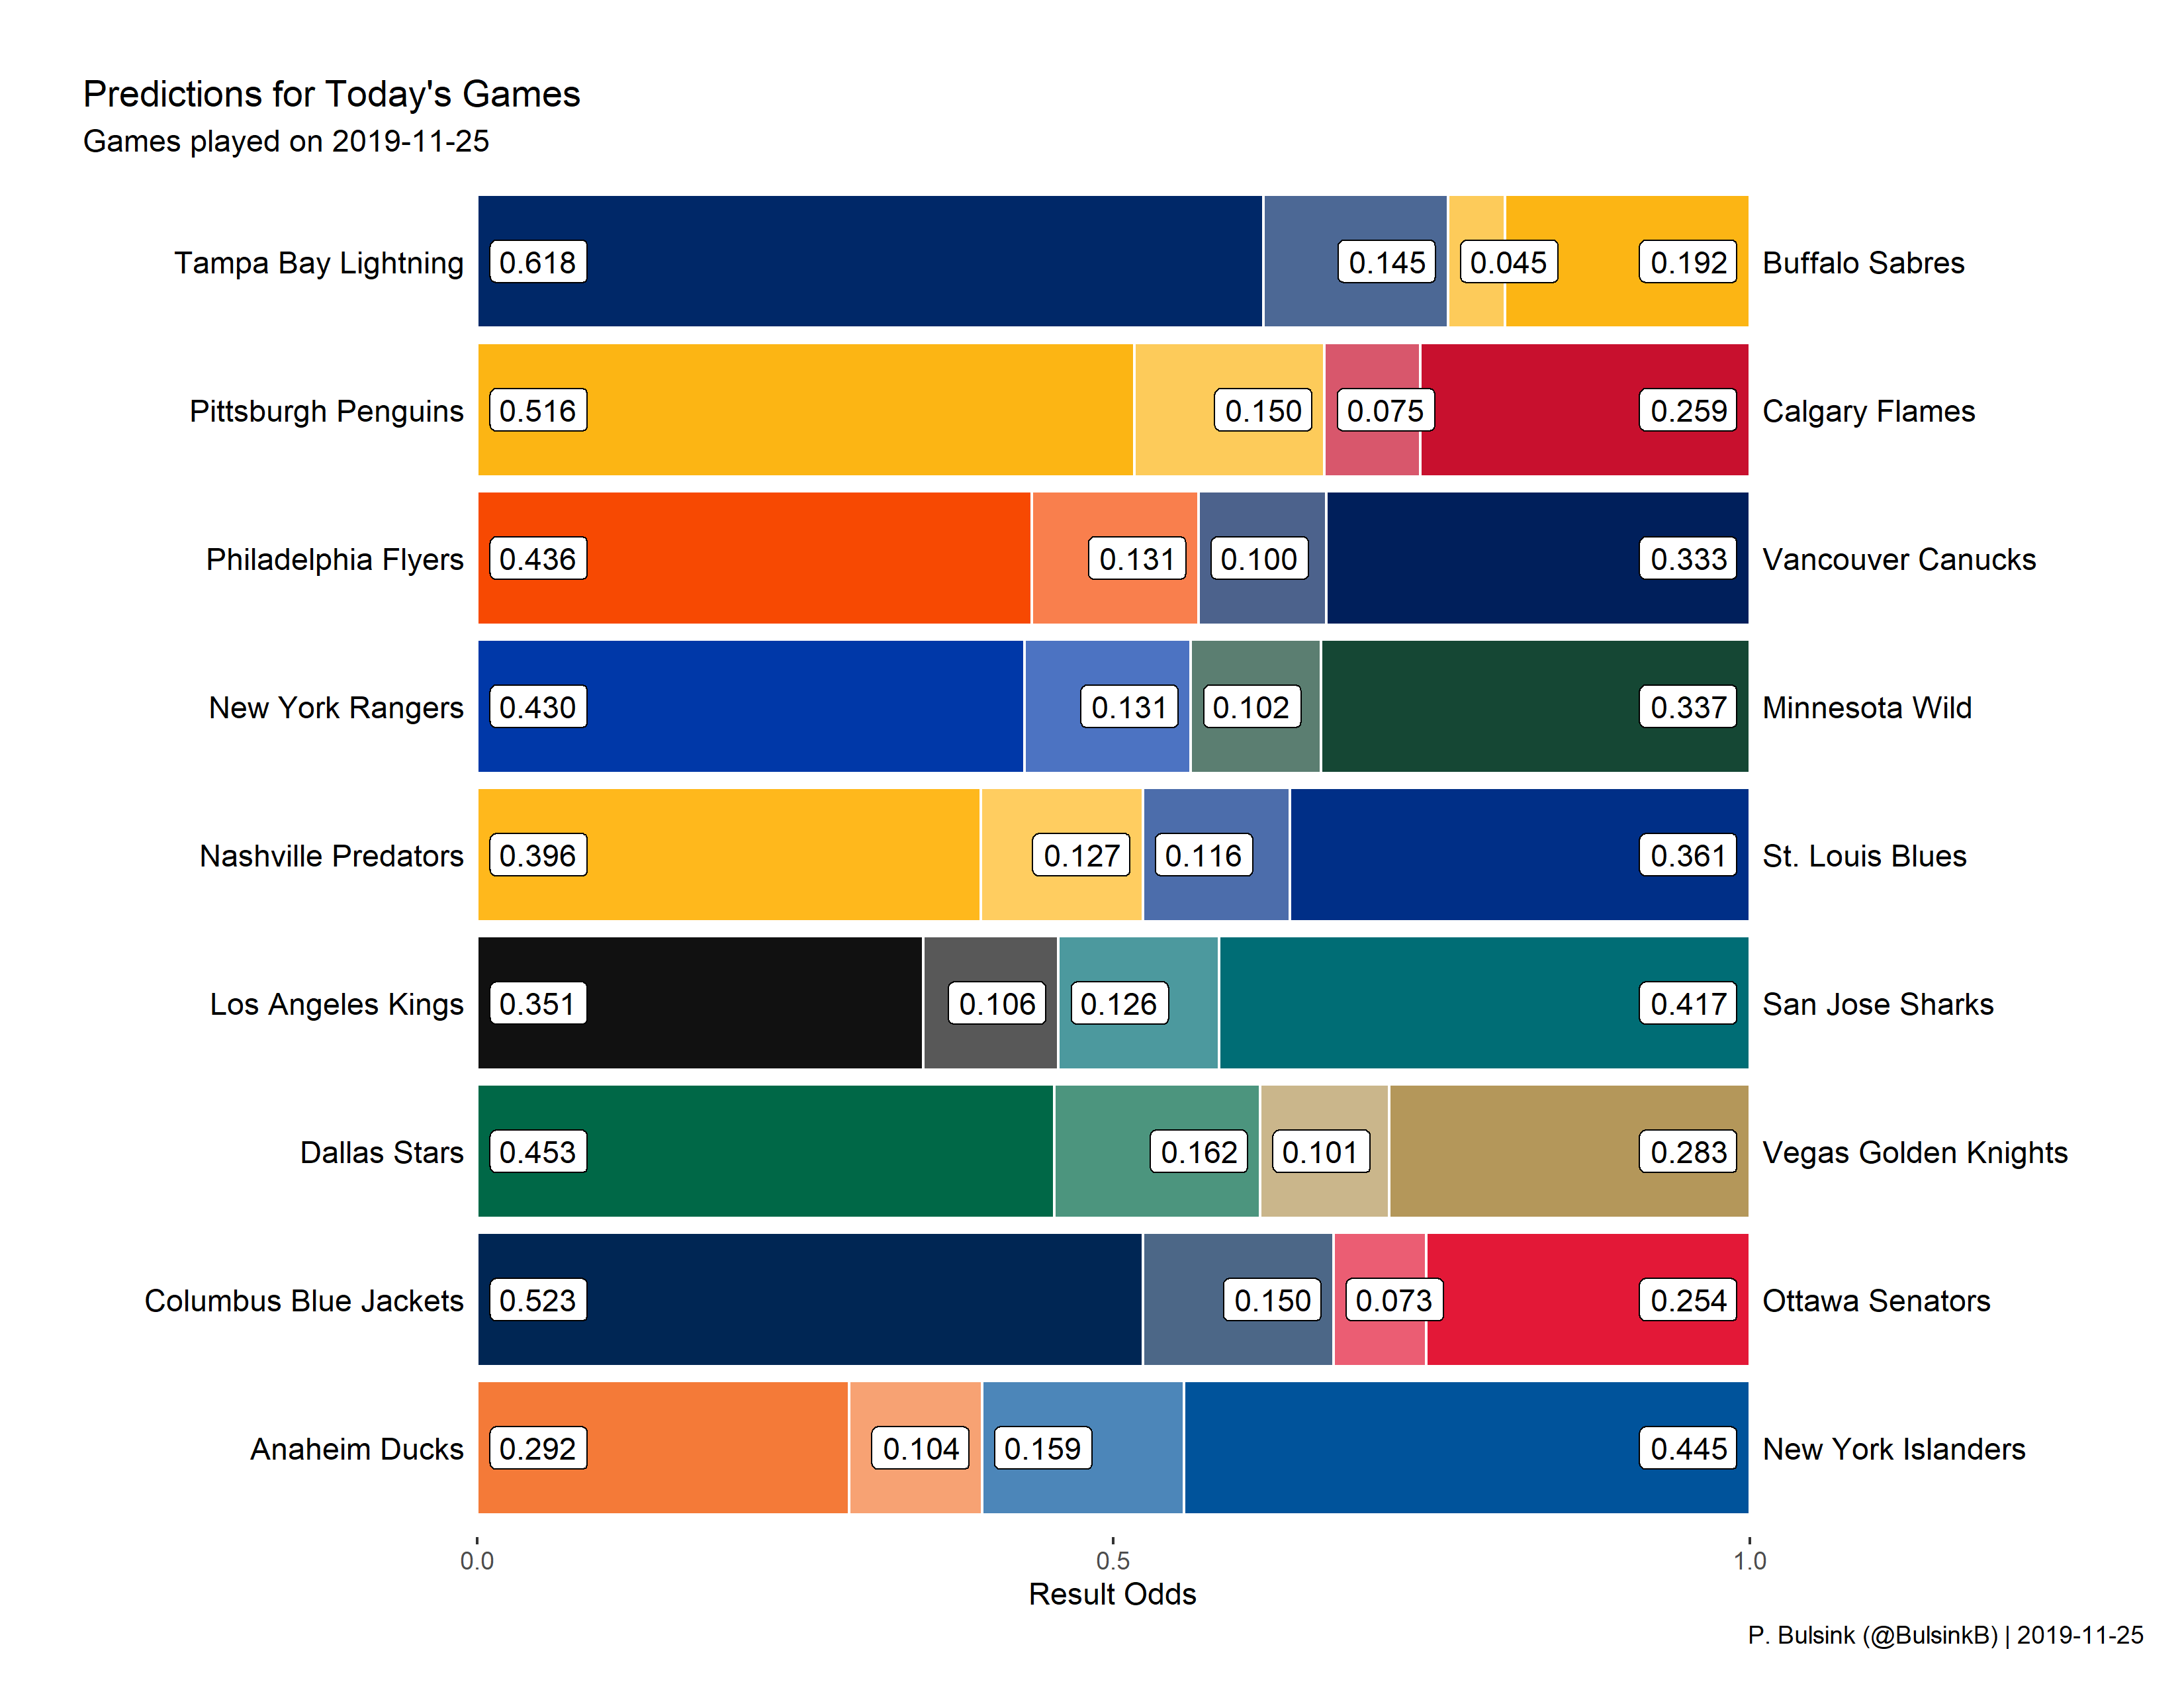 Predictions for Today's Games
Games played on 2019-11-25
Tampa Bay Lightning 0.618 0.145 0.045 0.192 Buffalo Sabres
Pittsburgh Penguins 0.516 0.150 0.075 0.259 Calgary Flames
Philadelphia Flyers 0.436 0.131 0.100 0.333 Vancouver Canucks
New York Rangers 0.430 0.131 0.102 0.337 Minnesota Wild
Nashville Predators 0.396 0.127 0.116 0.361 St. Louis Blues
Los Angeles Kings 0.351 0.106 0.126 0.417 San Jose Sharks
Dallas Stars 0.453 0.162 0.101 0.283 Vegas Golden Knights
Columbus Blue Jackets 0.523 0.150 0.073 0.254 Ottawa Senators
Anaheim Ducks 0.292 0.104 0.159 0.445 New York Islanders
0.0 0.5 1.0
Result Odds
P. Bulsink (@BulsinkB) | 2019-11-25